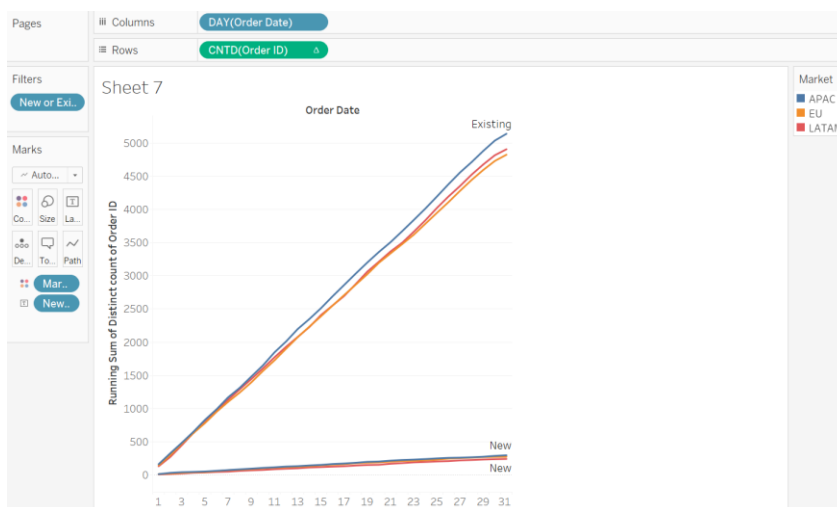 Pages
Columns
DAY(Order Date)
Rows
CNTD(Order ID)
Filters
New or Exi..
Marks
Auto...
Co...
Size
La...
De...
To...
Path
Mar..
New..
Sheet 7
Order Date
Existing
New
New
Running Sum of Distinct count of Order ID
5000
4500
4000
3500
3000
2500
2000
1500
1000
500
0
1 3 5 7 9 11 13 15 17 19 21 23 25 27 29 31
Market
APAC
EU
LATAM